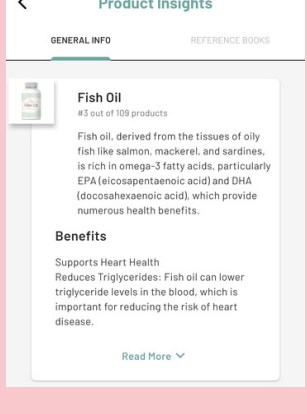 Product Insights
GENERAL INFO
REFERENCE BOOKS
Fish Oil
#3 out of 109 products
Fish oil, derived from the tissues of oily
fish like salmon, mackerel, and sardines,
is rich in omega-3 fatty acids, particularly
EPA (eicosapentaenoic acid) and DHA
(docosahexaenoic acid), which provide
numerous health benefits.
Benefits
Supports Heart Health
Reduces Triglycerides: Fish oil can lower
triglyceride levels in the blood, which is
important for reducing the risk of heart
disease.
Read More